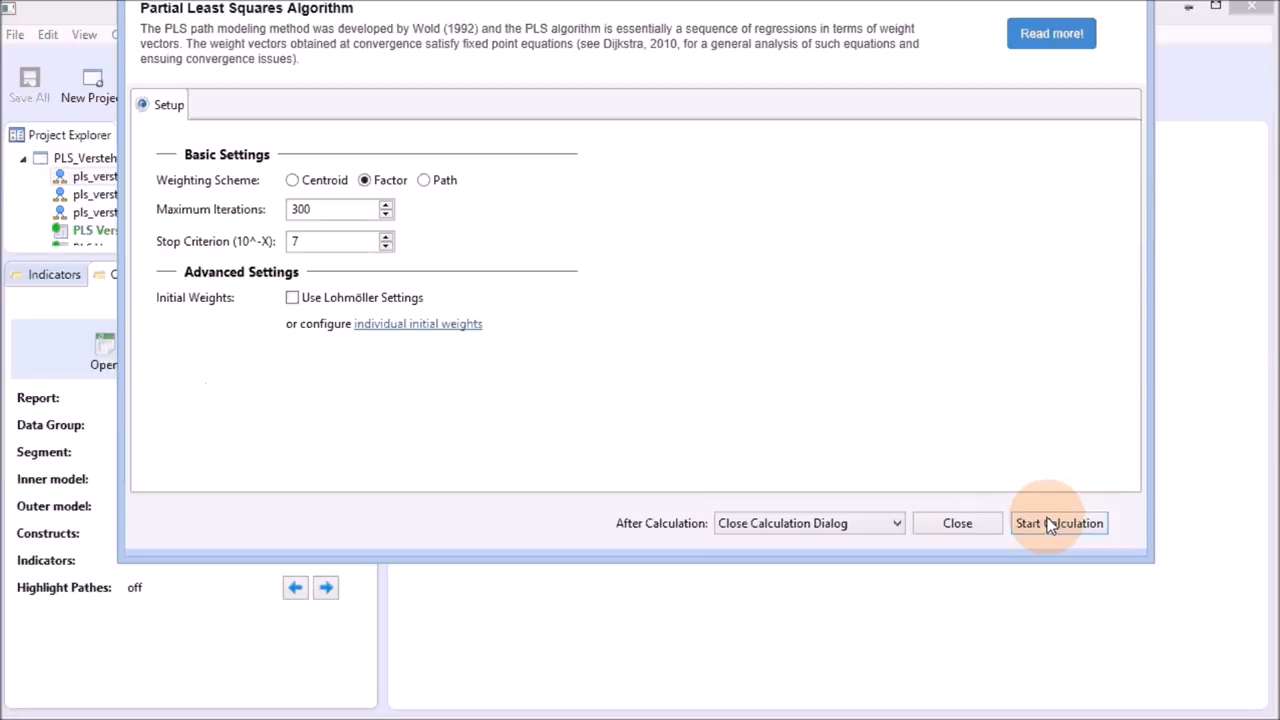 Partial Least Squares Algorithm
The PLS path modeling method was developed by Wold (1992) and the PLS algorithm is essentially a sequence of regressions in terms of weight
vectors. The weight vectors obtained at convergence satisfy fixed point equations (see Dijkstra, 2010, for a general analysis of such equations and
ensuing convergence issues).
Read more!
File Edit View
Save All New Proje
Project Explorer
PLS_Versteh
pls_verst
pls_verst
pls_verst
PLS Vers
Indicators
Open
Setup
Basic Settings
Weighting Scheme: Centroid Factor Path
Maximum Iterations: 300
Stop Criterion (10^-X): 7
Advanced Settings
Initial Weights: Use Lohmöller Settings
or configure individual initial weights
After Calculation: Close Calculation Dialog Close Start Calculation
Report:
Data Group:
Segment:
Inner model:
Outer model:
Constructs:
Indicators:
Highlight Pathes: off